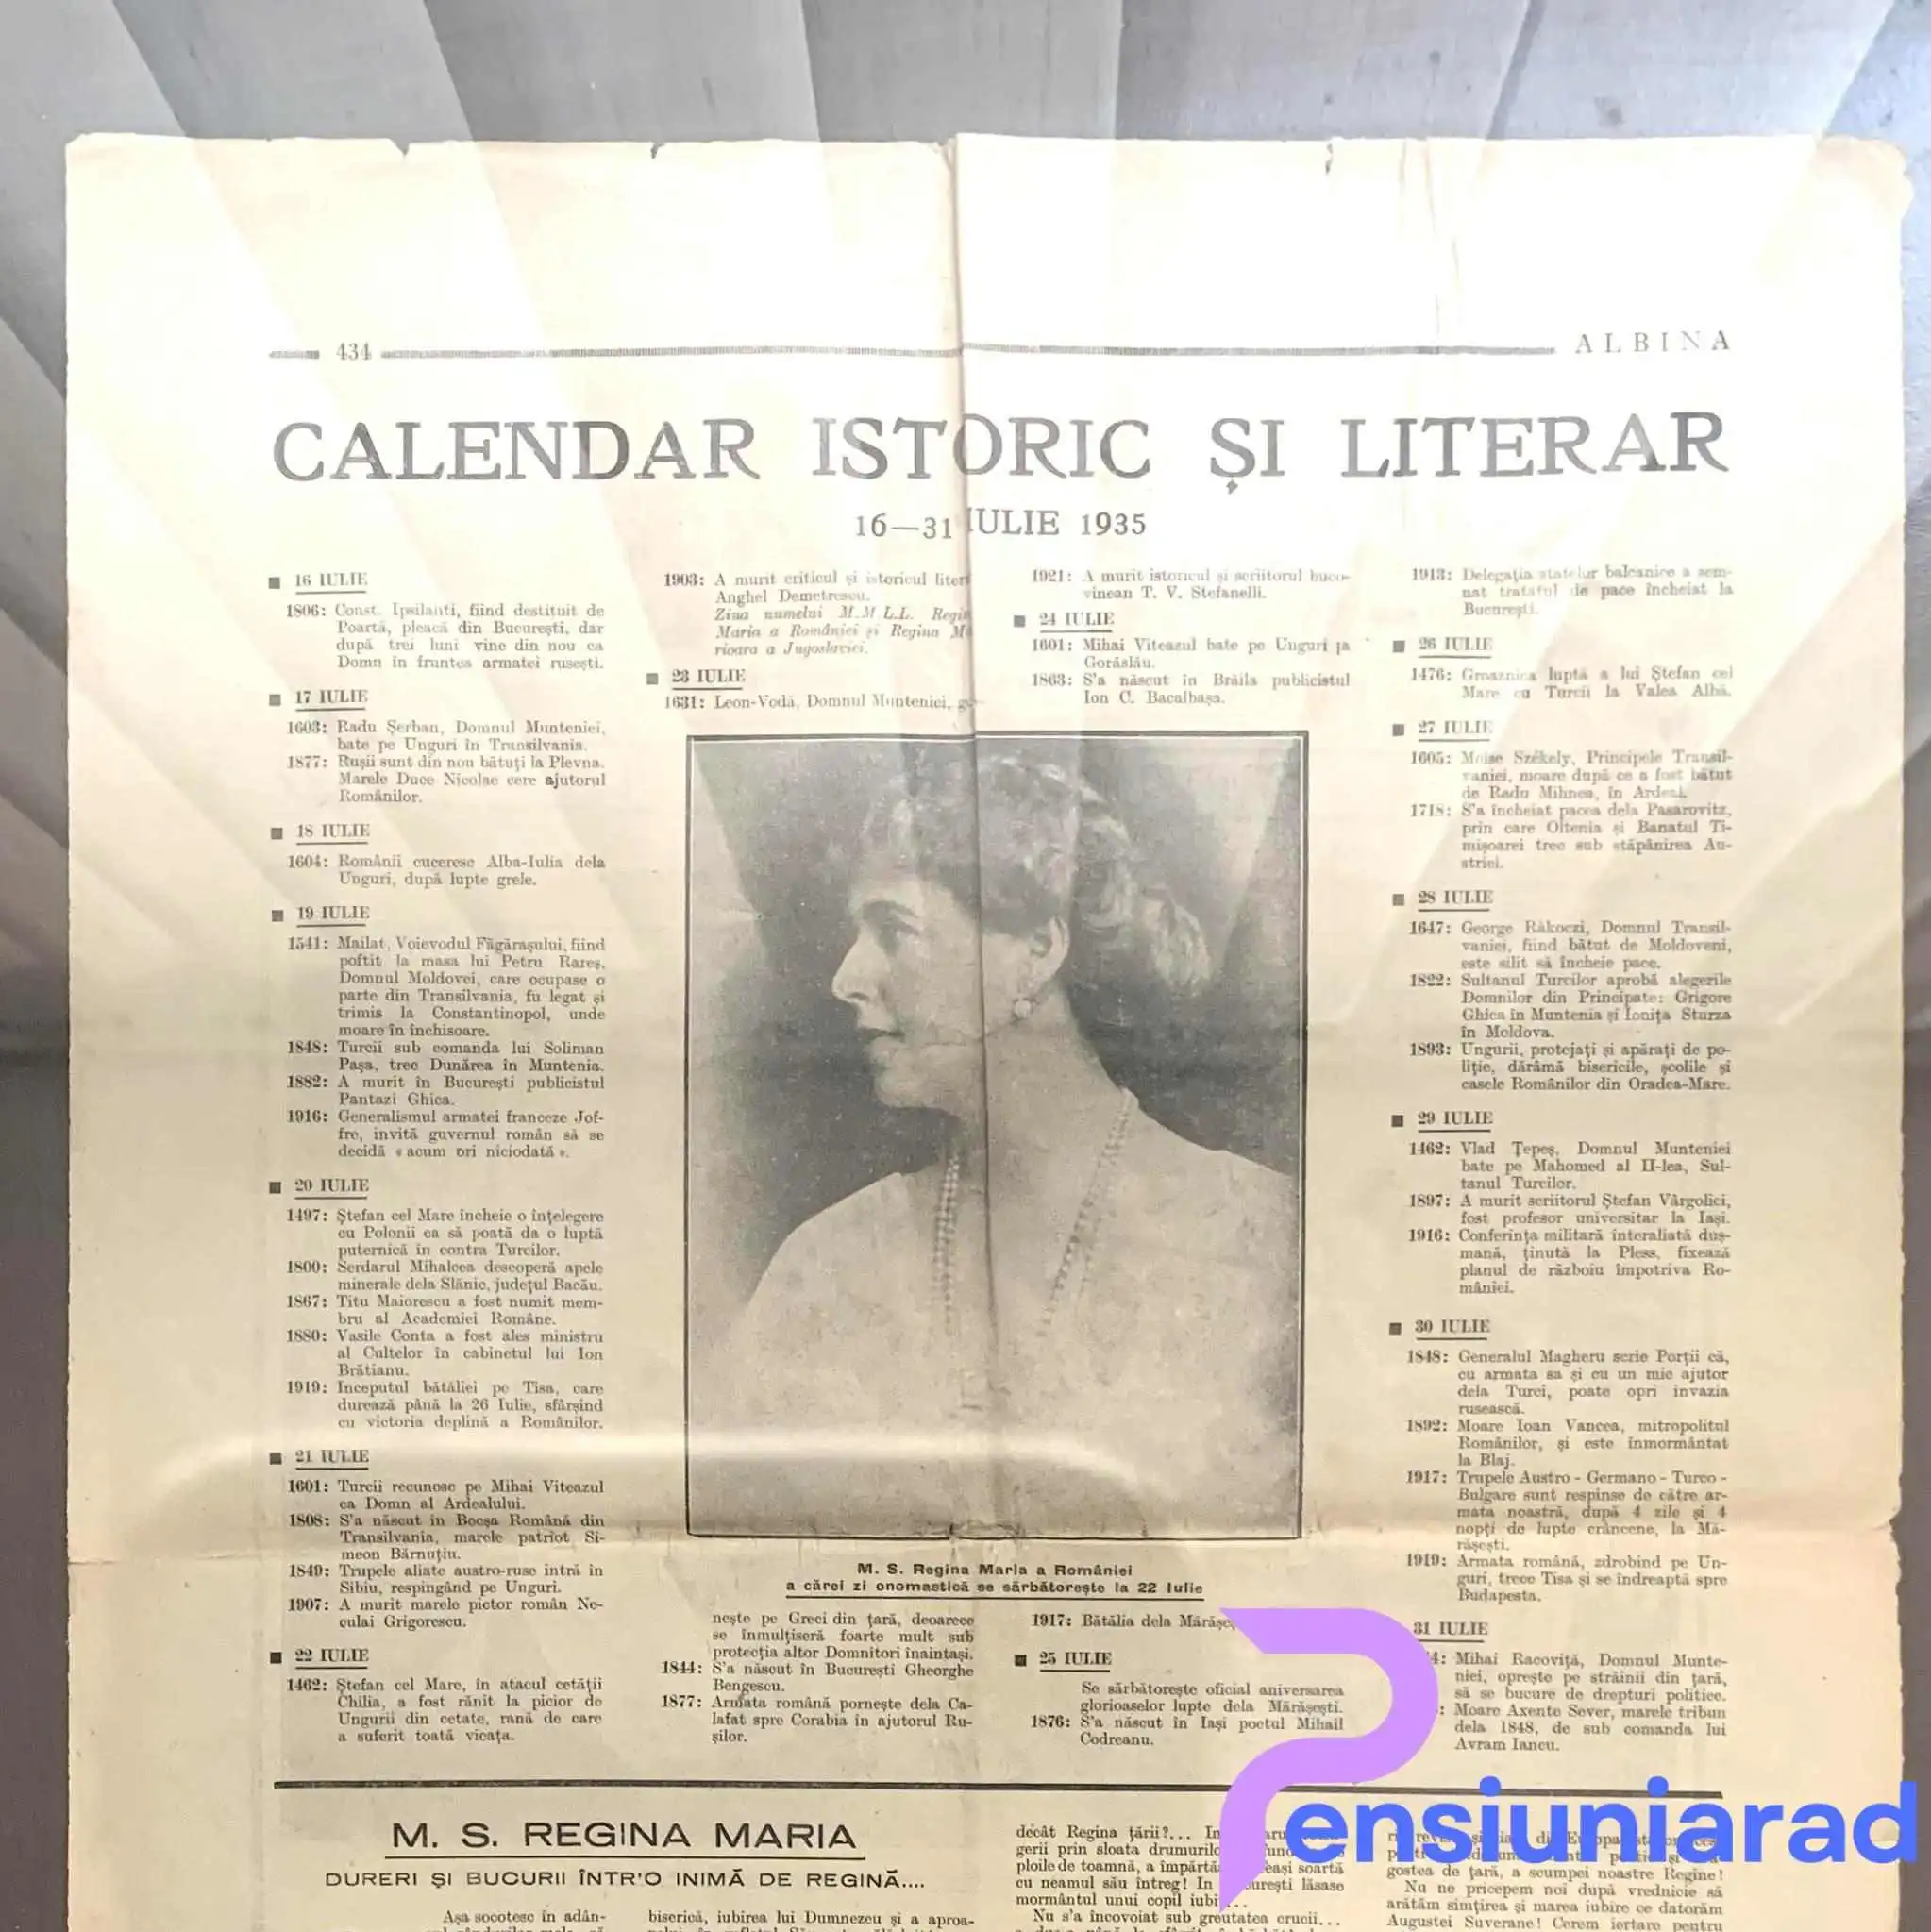 434
ALBINA
CALENDAR ISTORIC ȘI LITERAR
16—31 IULIE 1935
■ 16 IULIE
1806: Const. Ipsilanti, fiind destituit de
Poartă, pleacă din București, dar
după trei luni vine din nou ca
Domn în fruntea armatei rusești.
■ 17 IULIE
1603: Radu Șerban, Domnul Munteniei,
bate pe Unguri în Transilvania.
1877: Rușii sunt din nou bătuți la Plevna.
Marele Duce Nicolae cere ajutorul
Românilor.
■ 18 IULIE
1604: Românii cuceresc Alba-Iulia dela
Unguri, după lupte grele.
■ 19 IULIE
1541: Mailat, Voievodul Făgărașului, fiind
poftit la masa lui Petru Rareș,
Domnul Moldovei, care ocupase o
parte din Transilvania, fu legat și
trimis la Constantinopol, unde
moare în închisoare.
1848: Turcii sub comanda lui Soliman
Pașa, trec Dunărea în Muntenia.
1882: A murit în București publicistul
Pantazi Ghica.
1916: Generalismul armatei franceze Jof-
fre, invită guvernul român să se
decidă « acum ori niciodată ».
■ 20 IULIE
1497: Ștefan cel Mare încheie o înțelegere
cu Polonii ca să poată da o luptă
puternică în contra Turcilor.
1800: Serdarul Mihalcea descoperă apele
minerale dela Slănic, județul Bacău.
1867: Titu Maiorescu a fost numit mem-
bru al Academiei Române.
1880: Vasile Conta a fost ales ministru
al Cultelor în cabinetul lui Ion
Brătianu.
1919: Inceputul bătăliei pe Tisa, care
durează până la 26 Iulie, sfârșind
cu victoria deplină a Românilor.
■ 21 IULIE
1601: Turcii recunosc pe Mihai Viteazul
ca Domn al Ardealului.
1808: S'a născut în Bocșa Română din
Transilvania, marele patriot Si-
meon Bărnuțiu.
1849: Trupele aliate austro-ruse intră în
Sibiu, respingând pe Unguri.
1907: A murit marele pictor român Ne-
culai Grigorescu.
■ 22 IULIE
1462: Ștefan cel Mare, în atacul cetății
Chilia, a fost rănit la picior de
Ungurii din cetate, rană de care
a suferit toată vieața.
1903: A murit criticul și istoricul liter
Anghel Demetrescu.
Ziua numelui M.M L.L. Regin
Maria a României și Regina M
rioara a Jugoslaviei.
■ 23 IULIE
1631: Leon-Vodă, Domnul Munteniei,
nește pe Greci din țară, deoarece
se înmulțiseră foarte mult sub
protecția altor Domnitori înaintași.
1844: S'a născut în București Gheorghe
Bengescu.
1877: Armata română pornește dela Ca-
lafat spre Corabia în ajutorul Ru-
șilor.
1921: A murit istoricul și scriitorul buco-
vinean T. V. Stefanelli.
■ 24 IULIE
1601: Mihai Viteazul bate pe Unguri la
Gorăslău.
1863: S'a născut în Brăila publicistul
Ion C. Bacalbașa.
M. S. Regina Maria a României
a cărei zi onomastică se sărbătorește la 22 Iulie
1917: Bătălia dela Mărășe
■ 25 IULIE
Se sărbătorește oficial aniversarea
glorioaselor lupte dela Mărășești.
1876: S'a născut în Iași poetul Mihail
Codreanu.
1913: Delegația statelor balcanice a sem-
nat tratatul de pace încheiat la
București.
■ 26 IULIE
1476: Groaznica luptă a lui Ștefan cel
Mare cu Turcii la Valea Albă.
■ 27 IULIE
1605: Moise Székely, Principele Transil-
vaniei, moare după ce a fost bătut
de Radu Mihnea, în Ardeal.
1718: S'a încheiat pacea dela Pasarovitz,
prin care Oltenia și Banatul Ti-
mișoarei trec sub stăpânirea Au-
striei.
■ 28 IULIE
1647: George Rákoczi, Domnul Transil-
vaniei, fiind bătut de Moldoveni,
este silit să încheie pace.
1822: Sultanul Turcilor aprobă alegerile
Domnilor din Principate: Grigore
Ghica în Muntenia și Ioniță Sturza
în Moldova.
1893: Ungurii, protejați și apărați de po-
liție, dărâmă bisericile, școlile și
casele Românilor din Oradea-Mare.
■ 29 IULIE
1462: Vlad Țepeș, Domnul Munteniei
bate pe Mahomed al II-lea, Sul-
tanul Turcilor.
1897: A murit scriitorul Ștefan Vârgolici,
fost profesor universitar la Iași.
1916: Conferința militară interaliată duș-
mană, ținută la Pless, fixează
planul de războiu împotriva Ro-
mâniei.
■ 30 IULIE
1848: Generalul Magheru scrie Porții că,
cu armata sa și cu un mic ajutor
dela Turci, poate opri invazia
rusească.
1892: Moare Ioan Vancea, mitropolitul
Românilor, și este înmormântat
la Blaj.
1917: Trupele Austro - Germano - Turco -
Bulgare sunt respinse de către ar-
mata noastră, după 4 zile și 4
nopți de lupte crâncene, la Mă-
rășești.
1919: Armata română, zdrobind pe Un-
guri, trece Tisa și se îndreaptă spre
Budapesta.
31 IULIE
4: Mihai Racoviță, Domnul Munte-
niei, oprește pe străinii din țară,
să se bucure de drepturi politice.
: Moare Axente Sever, marele tribun
dela 1848, de sub comanda lui
Avram Iancu.
M. S. REGINA MARIA
DURERI ȘI BUCURII ÎNTR'O INIMĂ DE REGINĂ....
Așa socotesc în adân-
biserică, iubirea lui Dumnezeu și a aproa-
decât Regina țării?... In
gerii prin sloata drumurilo
ploile de toamnă, a împărtă eași soartă
cu neamul său întreg! In urești lăsase
mormântul unui copil iubi
Nu s'a încovoiat sub greutatea crucii...
gostea de țară, a scumpei noastre Regine!
Nu ne pricepem noi după vrednicie să
arătăm simțirea și marea iubire ce datorăm
Augustei Suverane! Cerem iertare pentru
Pensiuniarad